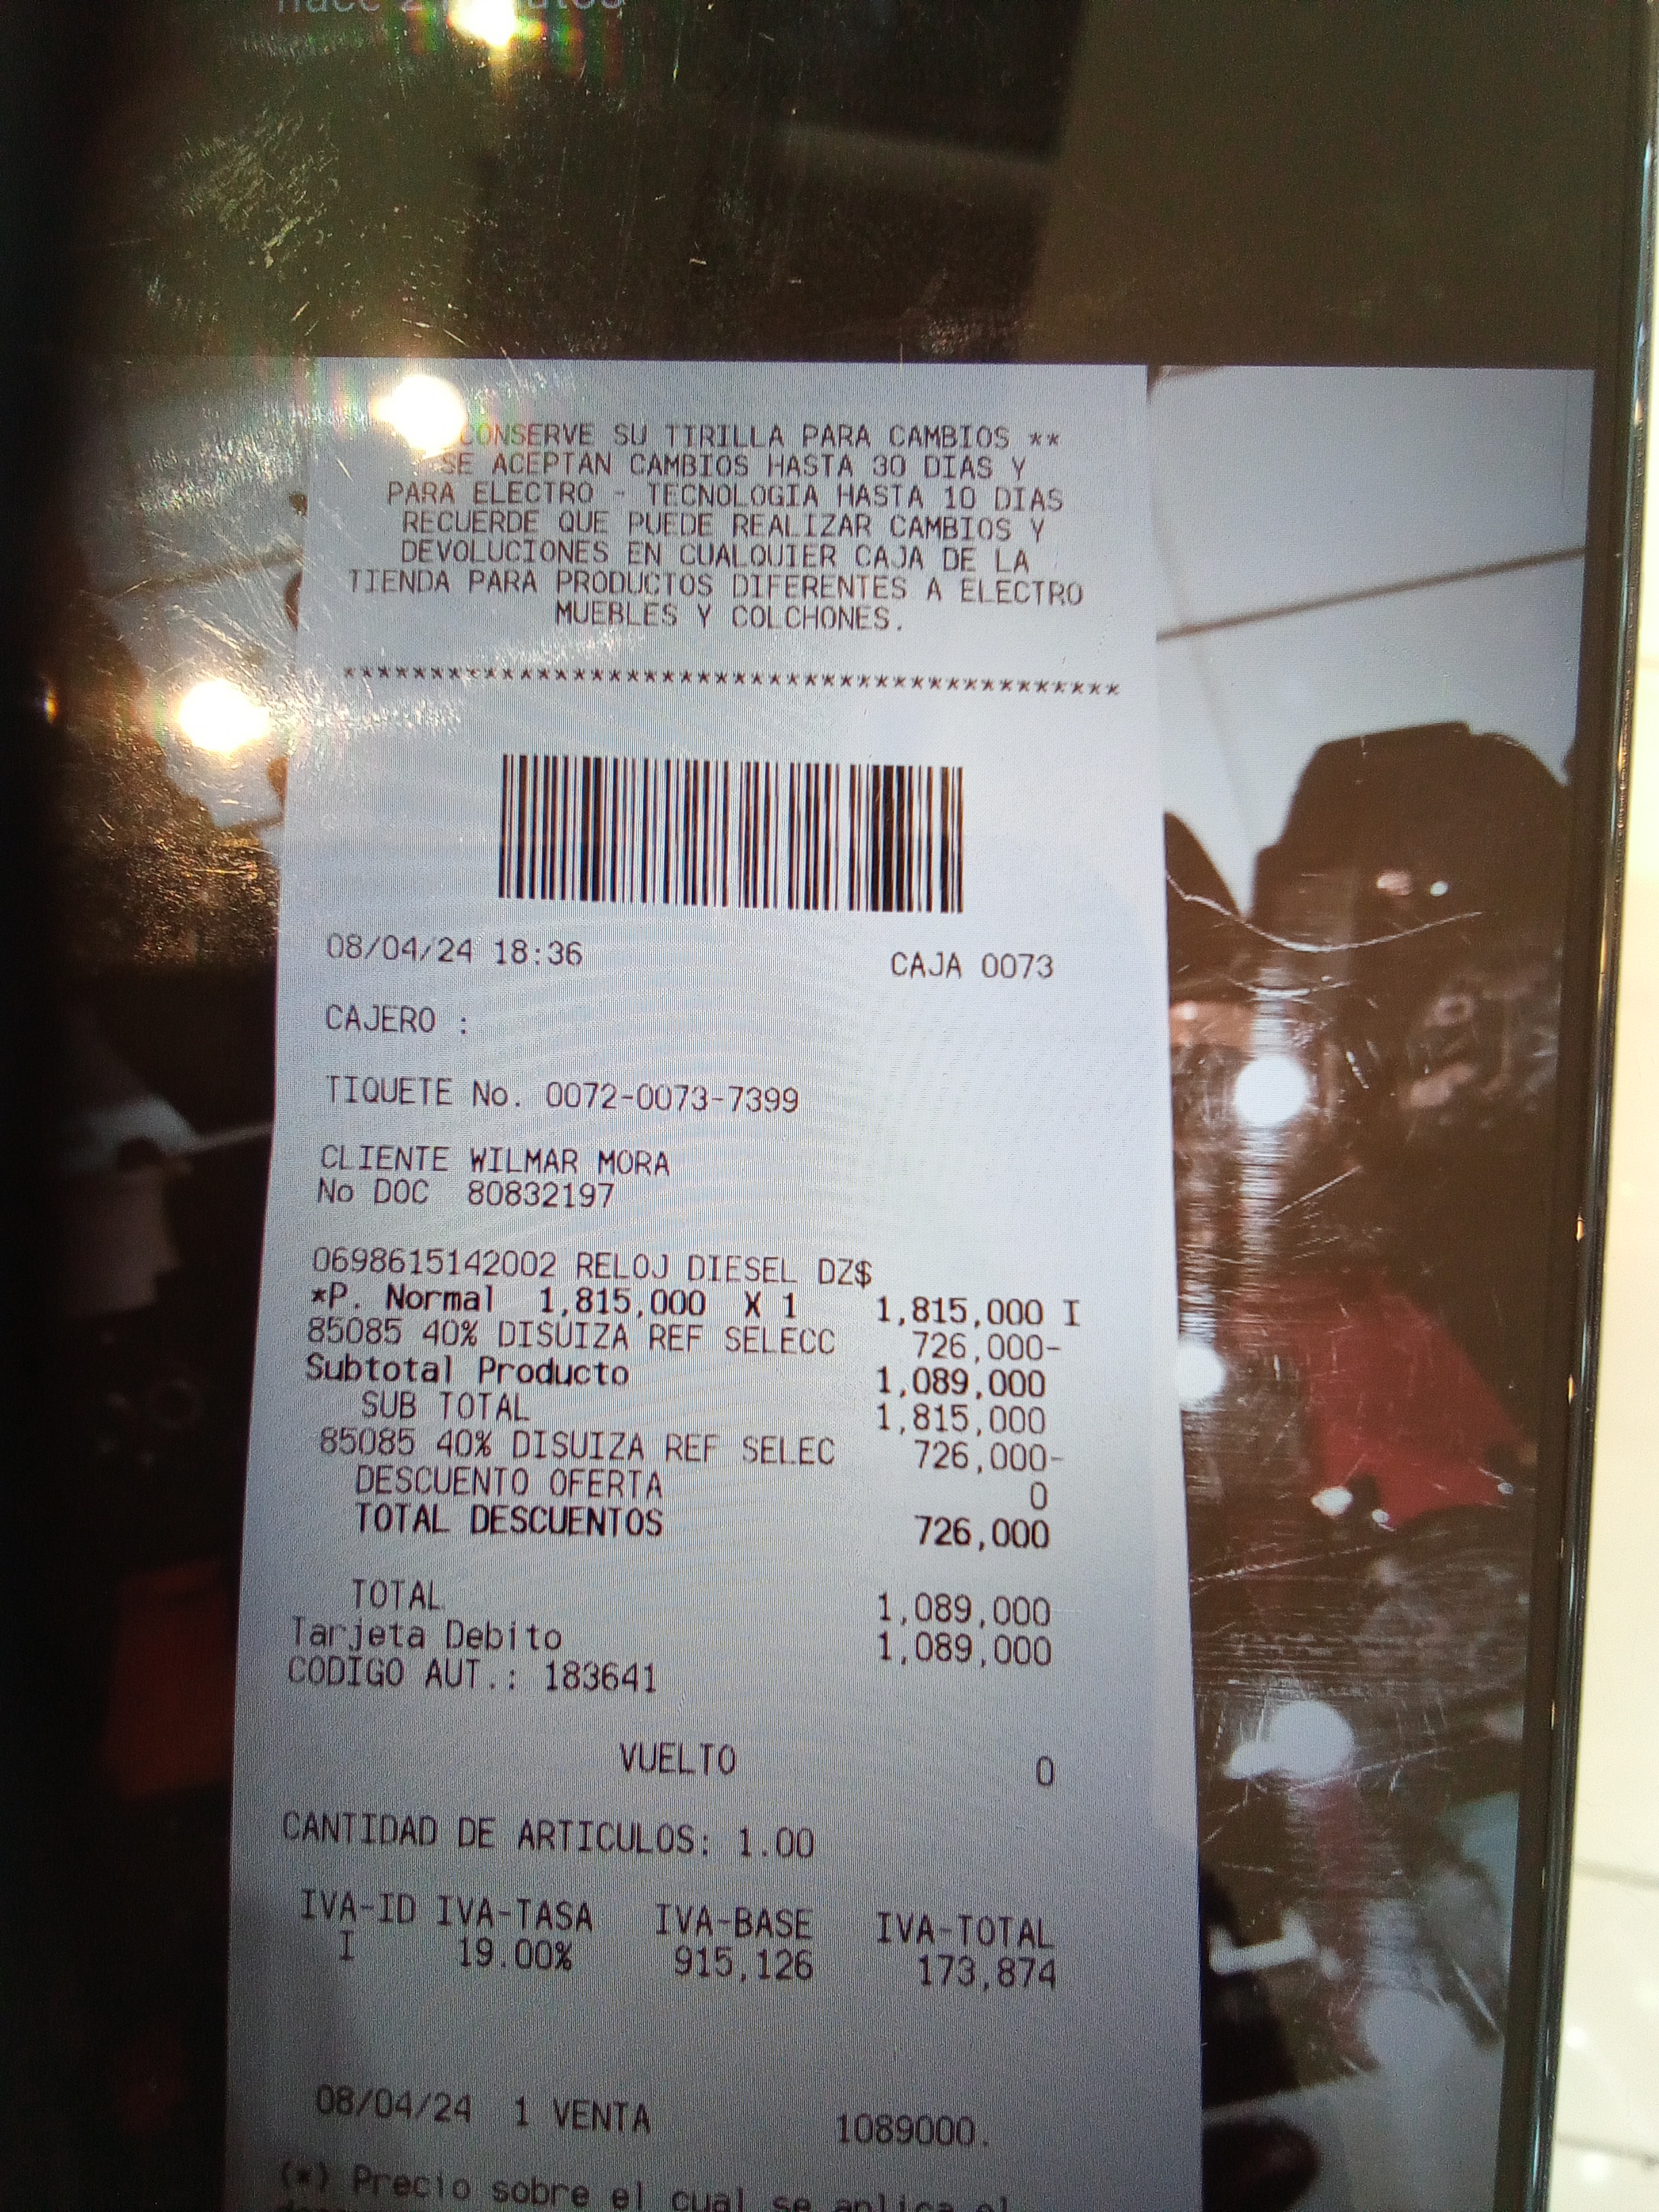 hace 2
CONSERVE SU TIRILLA PARA CAMBIOS **
SE ACEPTAN CAMBIOS HASTA 30 DIAS Y
PARA ELECTRO - TECNOLOGIA HASTA 10 DIAS
RECUERDE QUE PUEDE REALIZAR CAMBIOS Y
DEVOLUCIONES EN CUALQUIER CAJA DE LA
TIENDA PARA PRODUCTOS DIFERENTES A ELECTRO
MUEBLES Y COLCHONES.
********************************************
08/04/24 18:36 CAJA 0073
CAJERO :
TIQUETE No. 0072-0073-7399
CLIENTE WILMAR MORA
No DOC 80832197
0698615142002 RELOJ DIESEL DZ$
*P. Normal 1,815,000 X 1 1,815,000 I
85085 40% DISUIZA REF SELECC 726,000-
Subtotal Producto 1,089,000
SUB TOTAL 1,815,000
85085 40% DISUIZA REF SELEC 726,000-
DESCUENTO OFERTA 0
TOTAL DESCUENTOS 726,000
TOTAL 1,089,000
Tarjeta Debito 1,089,000
CODIGO AUT.: 183641
VUELTO 0
CANTIDAD DE ARTICULOS: 1.00
IVA-ID IVA-TASA IVA-BASE IVA-TOTAL
I 19.00% 915,126 173,874
08/04/24 1 VENTA 1089000.
(*) Precio sobre el cual se aplica el